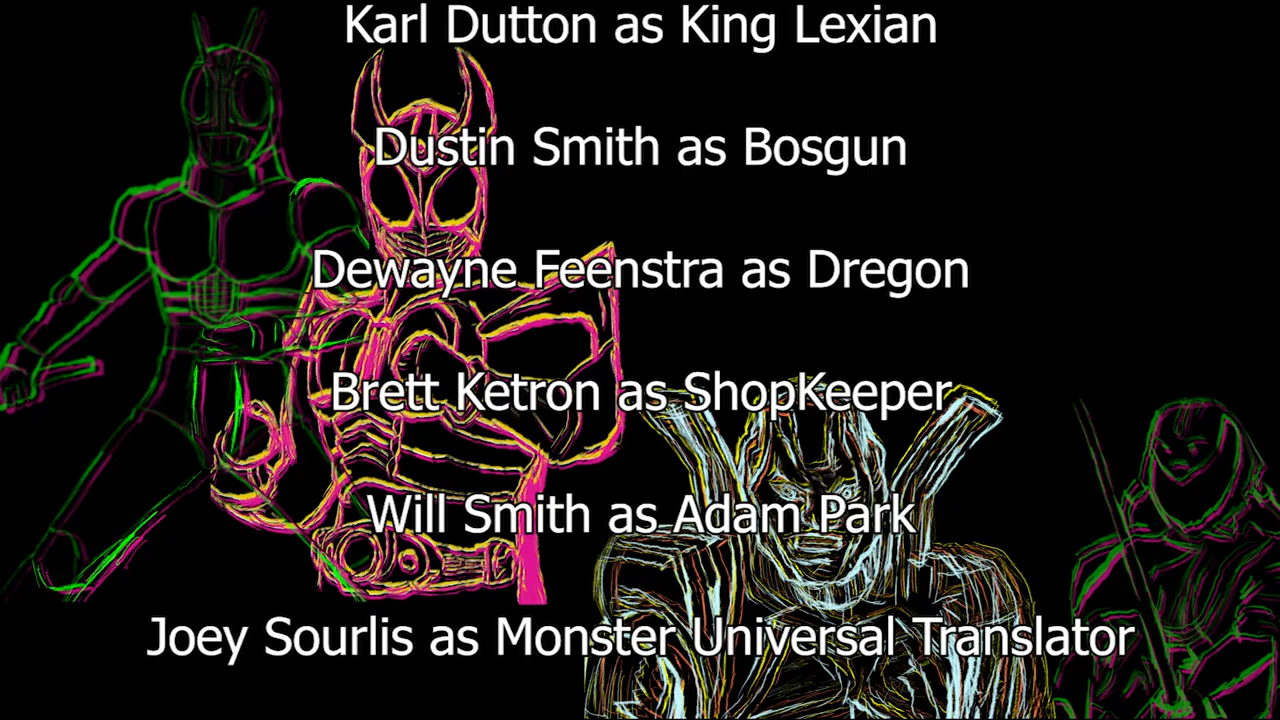 Karl Dutton as King Lexian
Dustin Smith as Bosgun
Dewayne Feenstra as Dregon
Brett Ketron as ShopKeeper
Will Smith as Adam Park
Joey Sourlis as Monster Universal Translator